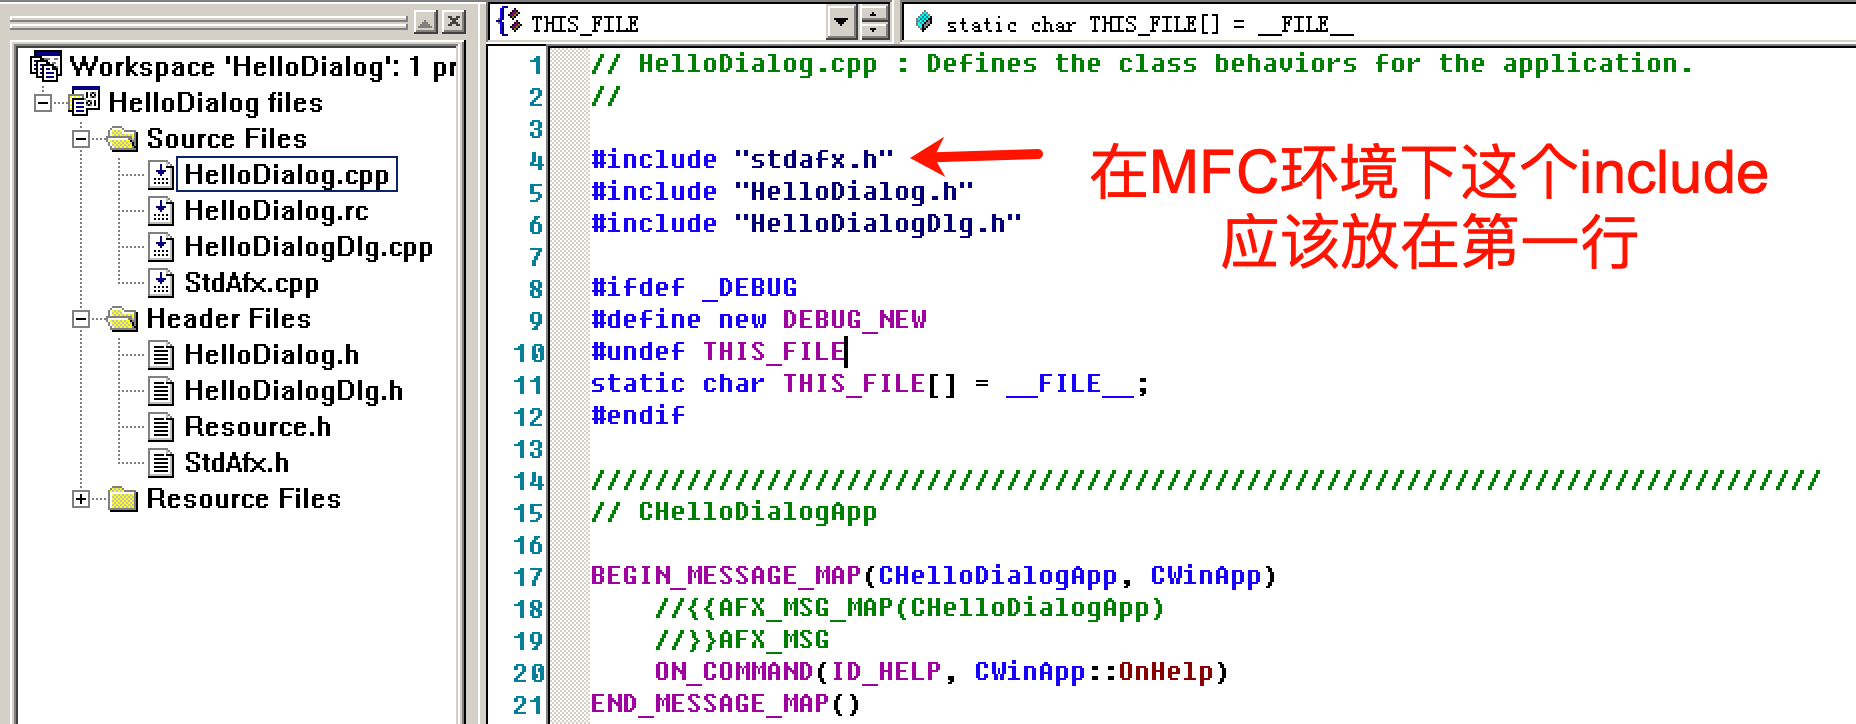 THIS_FILE
static char THIS_FILE[] = __FILE__
Workspace 'HelloDialog': 1 pr
HelloDialog files
Source Files
HelloDialog.cpp
HelloDialog.rc
HelloDialogDlg.cpp
StdAfx.cpp
Header Files
HelloDialog.h
HelloDialogDlg.h
Resource.h
StdAfx.h
Resource Files
1 // HelloDialog.cpp : Defines the class behaviors for the application.
2 //
3
4 #include "stdafx.h"
5 #include "HelloDialog.h"
6 #include "HelloDialogDlg.h"
7
8 #ifdef _DEBUG
9 #define new DEBUG_NEW
10 #undef THIS_FILE
11 static char THIS_FILE[] = __FILE__;
12 #endif
13
14 /////////////////////////////////////////////////////////////////////////////
15 // CHelloDialogApp
16
17 BEGIN_MESSAGE_MAP(CHelloDialogApp, CWinApp)
18 //{{AFX_MSG_MAP(CHelloDialogApp)
19 //}}AFX_MSG
20 ON_COMMAND(ID_HELP, CWinApp::OnHelp)
21 END_MESSAGE_MAP()
在MFC环境下这个include
应该放在第一行